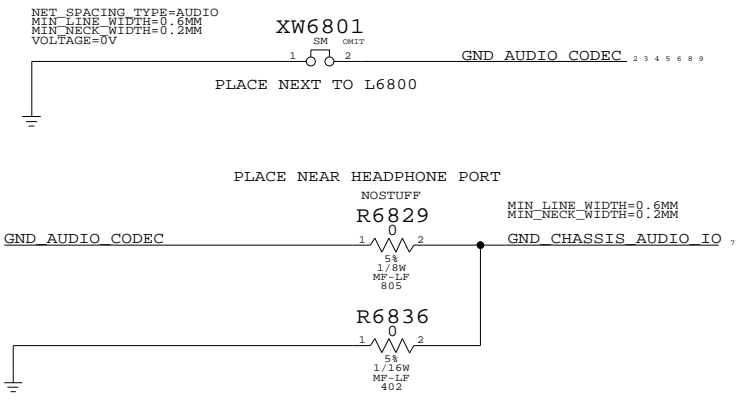 NET_SPACING_TYPE=AUDIO
MIN_LINE_WIDTH=0.6MM
MIN_NECK_WIDTH=0.2MM
VOLTAGE=0V
XW6801
SM OMIT
1 2
GND_AUDIO_CODEC 2 3 4 5 6 8 9
PLACE NEXT TO L6800
PLACE NEAR HEADPHONE PORT
NOSTUFF
R6829
0
MIN_LINE_WIDTH=0.6MM
MIN_NECK_WIDTH=0.2MM
GND_AUDIO_CODEC
1 2
GND_CHASSIS_AUDIO_IO 7
5%
1/8W
MF-LF
805
R6836
0
1 2
5%
1/16W
MF-LF
402